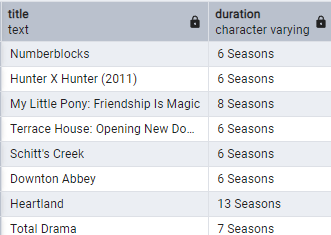 title duration
text character varying
Numberblocks 6 Seasons
Hunter X Hunter (2011) 6 Seasons
My Little Pony: Friendship Is Magic 8 Seasons
Terrace House: Opening New Do... 6 Seasons
Schitt's Creek 6 Seasons
Downton Abbey 6 Seasons
Heartland 13 Seasons
Total Drama 7 Seasons